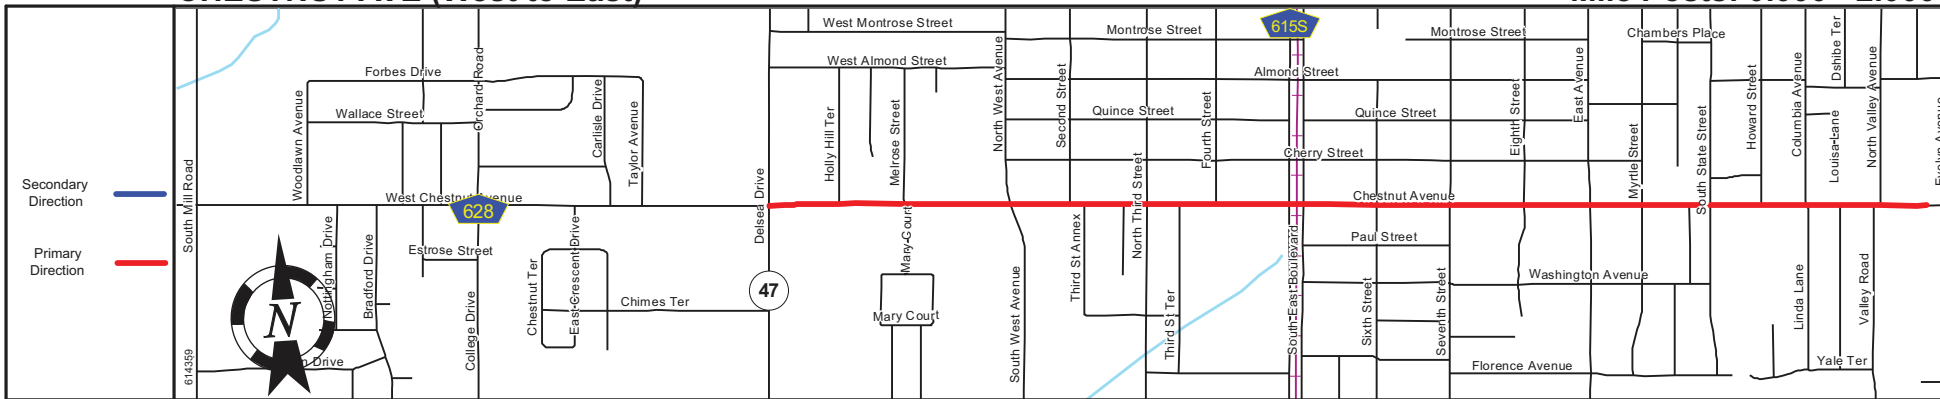 CHESTNUT AVE (West to East)
Secondary
Direction
Primary
Direction
South Mill Road
614359
Woodlawn Avenue
Forbes Drive
Wallace Street
Orchard Road
Carlisle Drive
Taylor Avenue
West Chestnut Avenue
628
Nottingham Drive
Bradford Drive
Estrose Street
College Drive
Chestnut Ter
East Crescent Drive
Chimes Ter
N
Drive
Delsea Drive
47
West Montrose Street
West Almond Street
Holly Hill Ter
Melrose Street
Mary Court
Mary Court
North West Avenue
South West Avenue
Second Street
Montrose Street
Almond Street
Quince Street
Cherry Street
Fourth Street
North Third Street
Third St Annex
Third St Ter
615S
South East Boulevard
Chestnut Avenue
Quince Street
Montrose Street
Paul Street
Sixth Street
Seventh Street
Eighth Street
East Avenue
Washington Avenue
Florence Avenue
Chambers Place
Myrtle Street
South State Street
Howard Street
Columbia Avenue
Dshibe Ter
Louisa Lane
North Valley Avenue
Evelyn Avenue
Linda Lane
Valley Road
Yale Ter